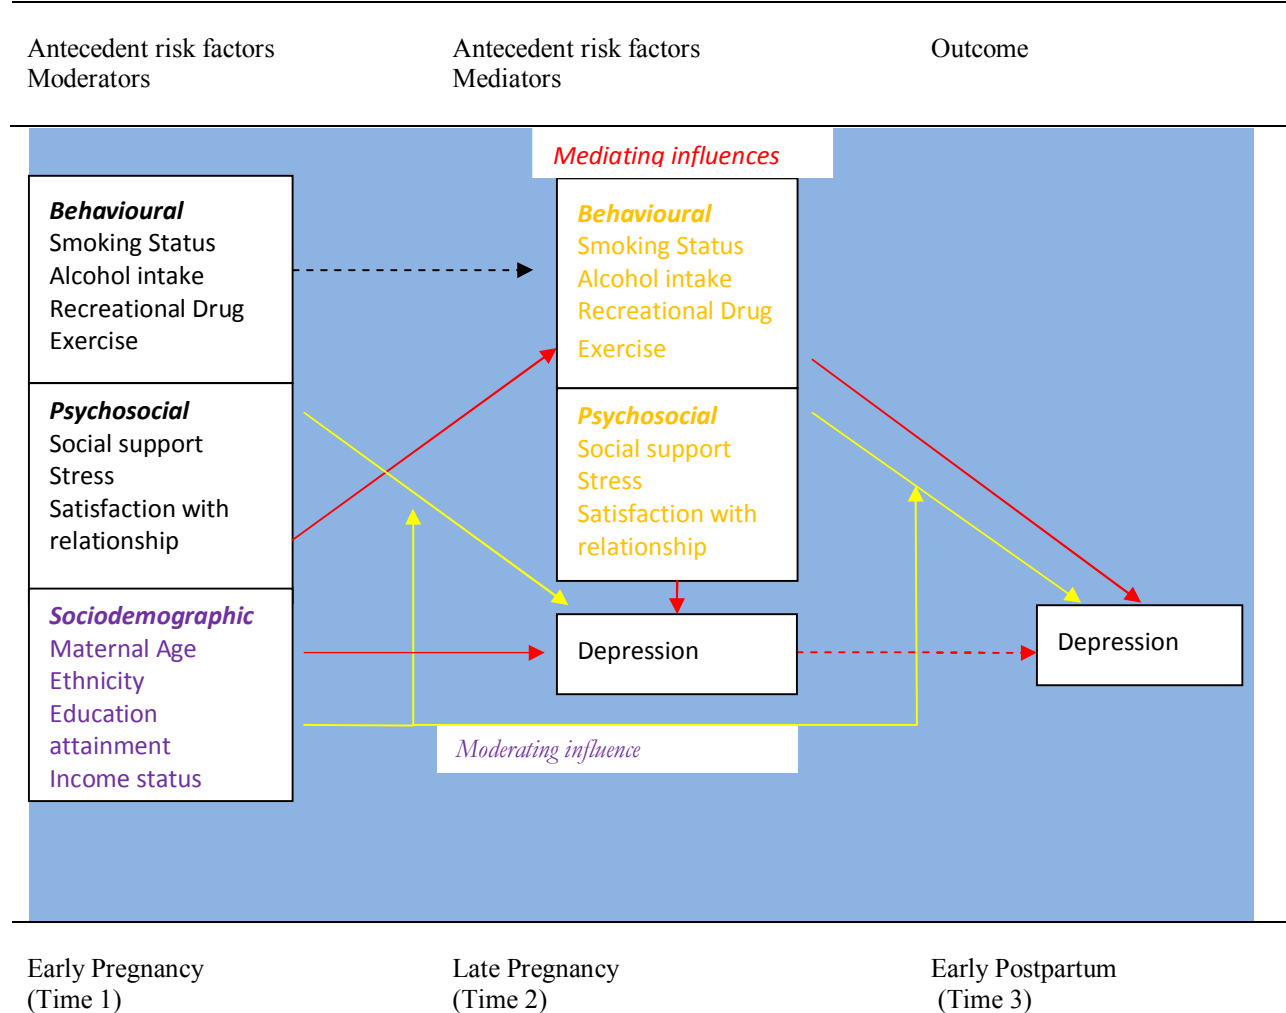 Antecedent risk factors
Moderators
Antecedent risk factors
Mediators
Outcome
Mediating influences
Behavioural
Smoking Status
Alcohol intake
Recreational Drug
Exercise
Psychosocial
Social support
Stress
Satisfaction with
relationship
Sociodemographic
Maternal Age
Ethnicity
Education
attainment
Income status
Behavioural
Smoking Status
Alcohol intake
Recreational Drug
Exercise
Psychosocial
Social support
Stress
Satisfaction with
relationship
Depression
Depression
Moderating influence
Early Pregnancy
(Time 1)
Late Pregnancy
(Time 2)
Early Postpartum
(Time 3)